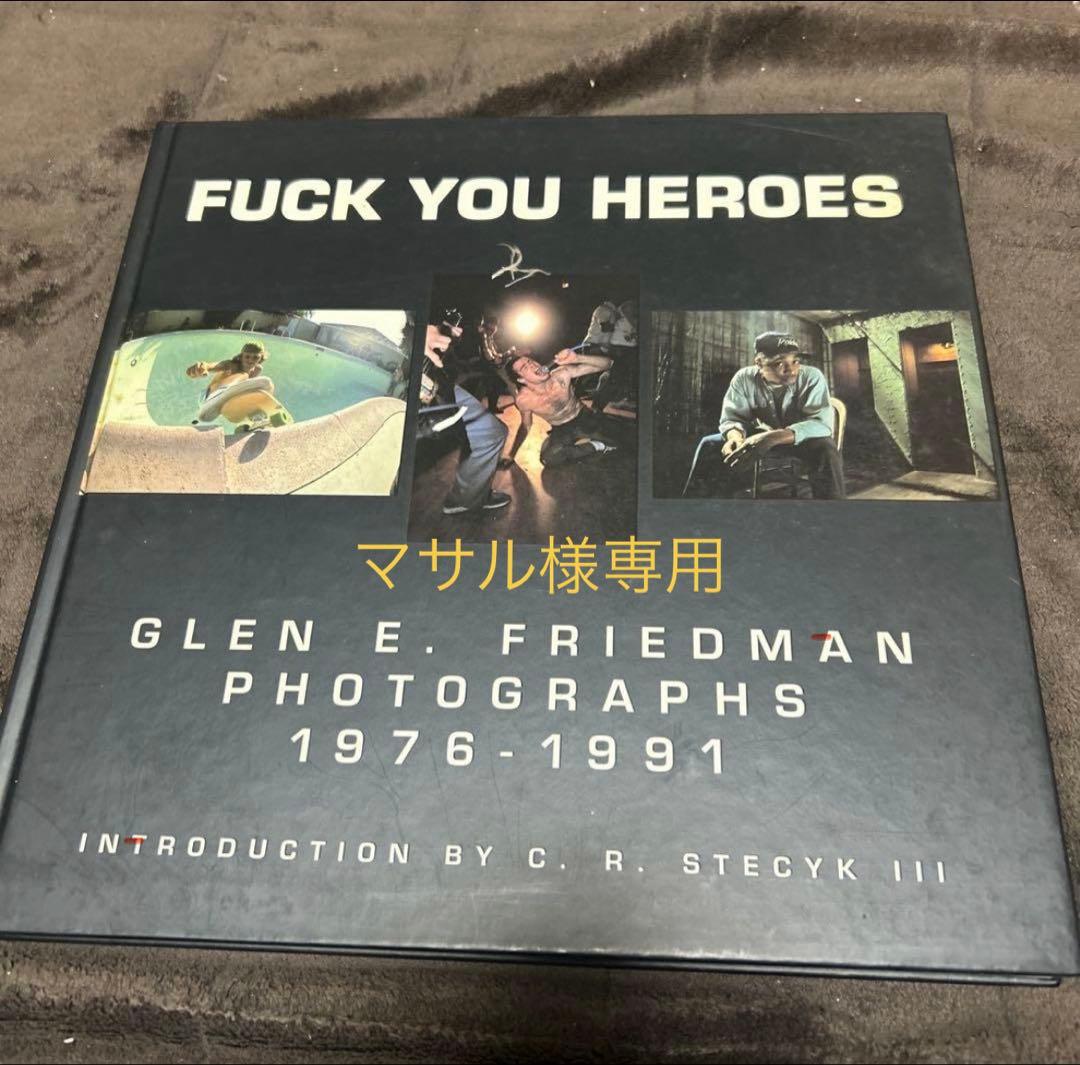 FUCK YOU HEROES
マサル様専用
GLEN E. FRIEDMAN
PHOTOGRAPHS
1976-1991
INTRODUCTION BY C. R. STECYK III